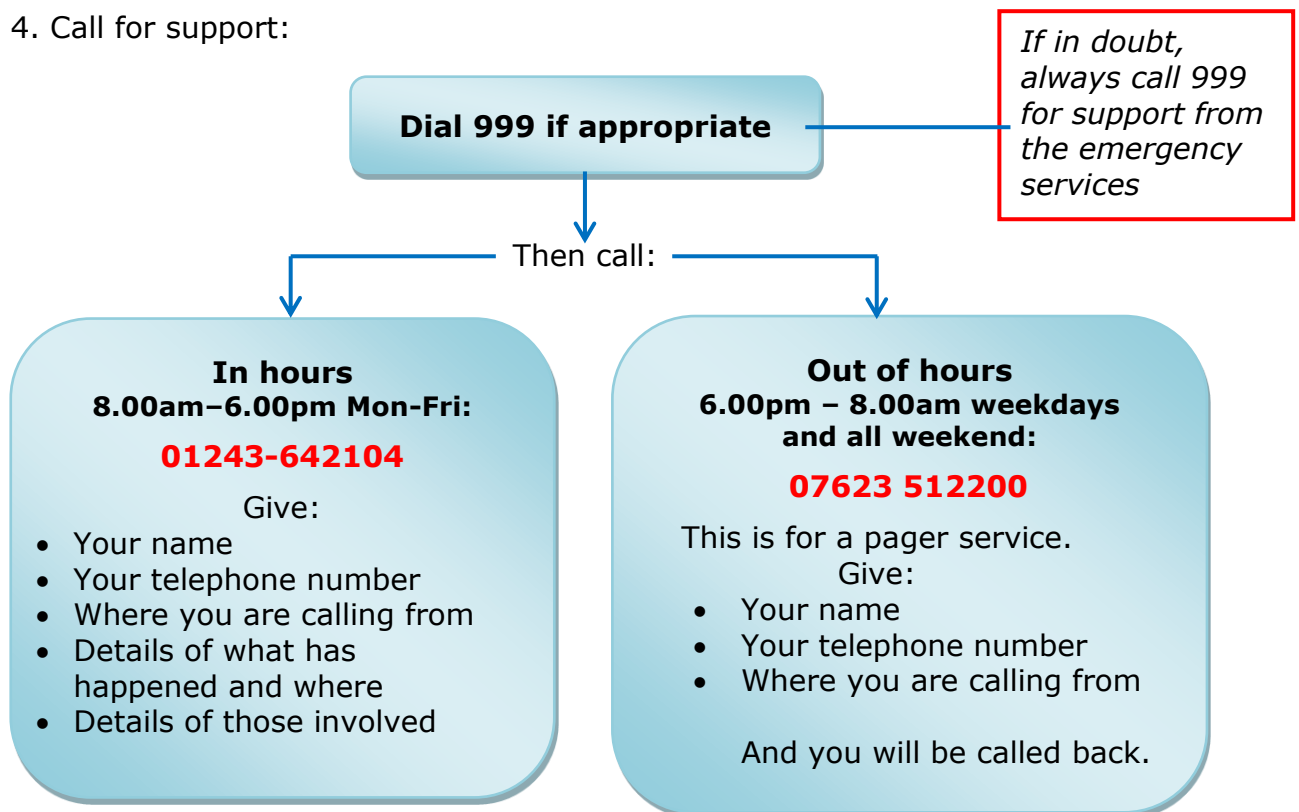 4. Call for support:
If in doubt,
always call 999
for support from
the emergency
services
Dial 999 if appropriate
Then call:
In hours
8.00am–6.00pm Mon-Fri:
01243-642104
Give:
• Your name
• Your telephone number
• Where you are calling from
• Details of what has
happened and where
• Details of those involved
Out of hours
6.00pm – 8.00am weekdays
and all weekend:
07623 512200
This is for a pager service.
Give:
• Your name
• Your telephone number
• Where you are calling from
And you will be called back.